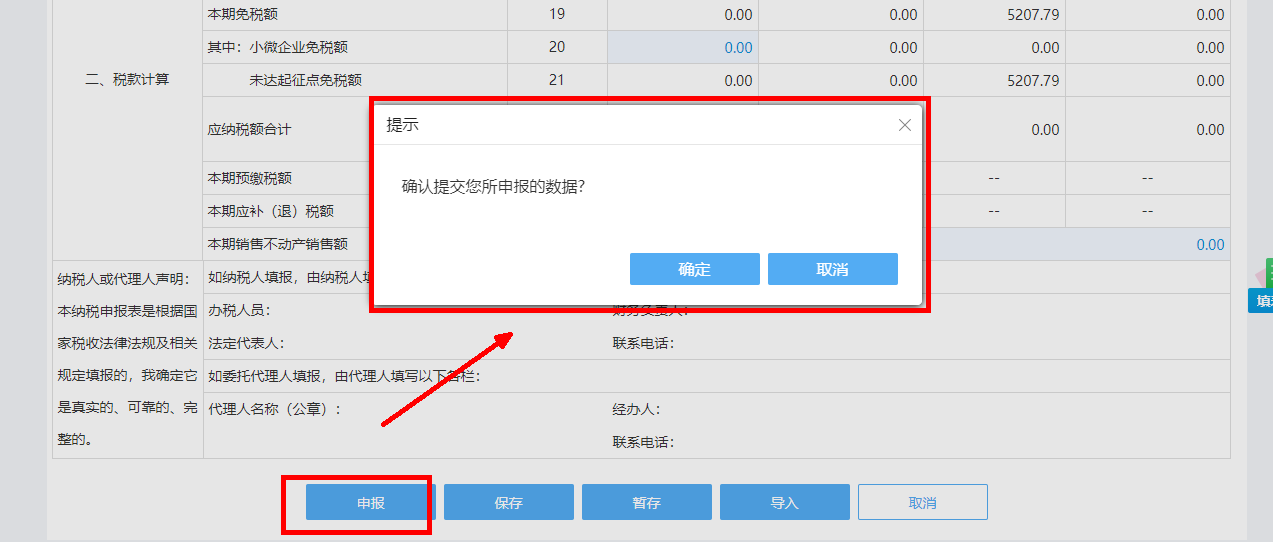 本期免税额 19 0.00 0.00 5207.79 0.00
其中：小微企业免税额 20 0.00 0.00 0.00 0.00
二、税款计算 未达起征点免税额 21 0.00 0.00 5207.79 0.00
提示
应纳税额合计 0.00 0.00
本期预缴税额 -- --
确认提交您所申报的数据?
本期应补（退）税额 -- --
本期销售不动产销售额 0.00
确定 取消
纳税人或代理人声明： 如纳税人填报，由纳税人填
本纳税申报表是根据国 办税人员：
家税收法律法规及相关 法定代表人： 联系电话：
规定填报的，我确定它 如委托代理人填报，由代理人填写以下各栏：
是真实的、可靠的、完 代理人名称（公章）： 经办人：
整的。 联系电话：
申报 保存 暂存 导入 取消